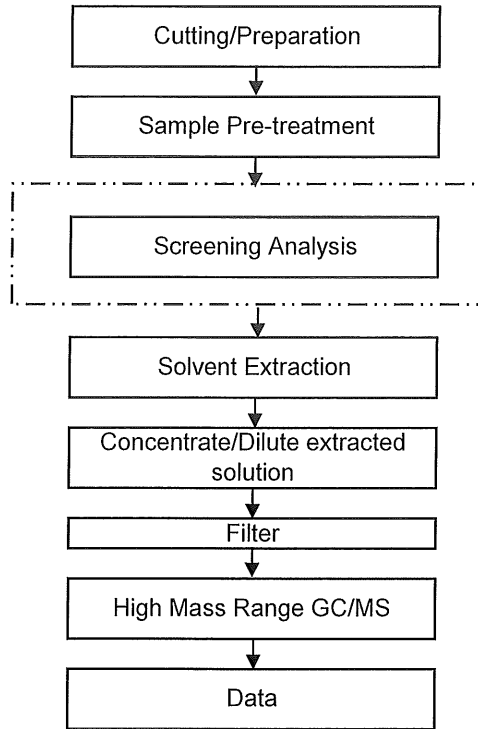 Cutting/Preparation
Sample Pre-treatment
Screening Analysis
Solvent Extraction
Concentrate/Dilute extracted
solution
Filter
High Mass Range GC/MS
Data